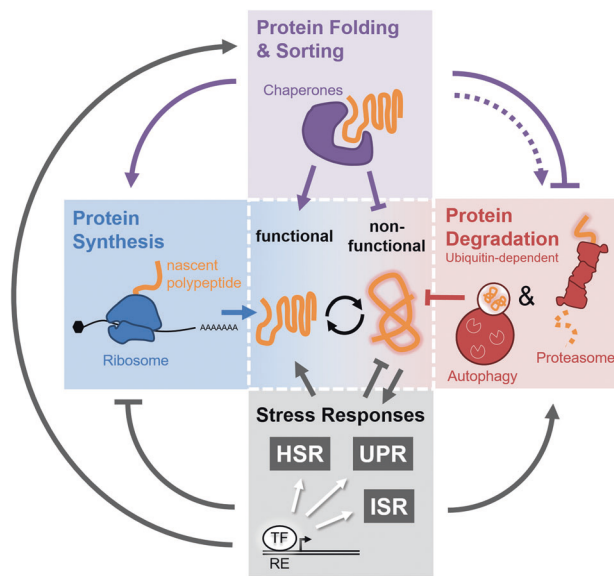 Protein Folding
& Sorting
Chaperones
Protein
Synthesis
nascent
polypeptide
AAAAAAA
Ribosome
functional
non-
functional
Protein
Degradation
Ubiquitin-dependent
&
Proteasome
Autophagy
Stress Responses
HSR
UPR
ISR
TF
RE